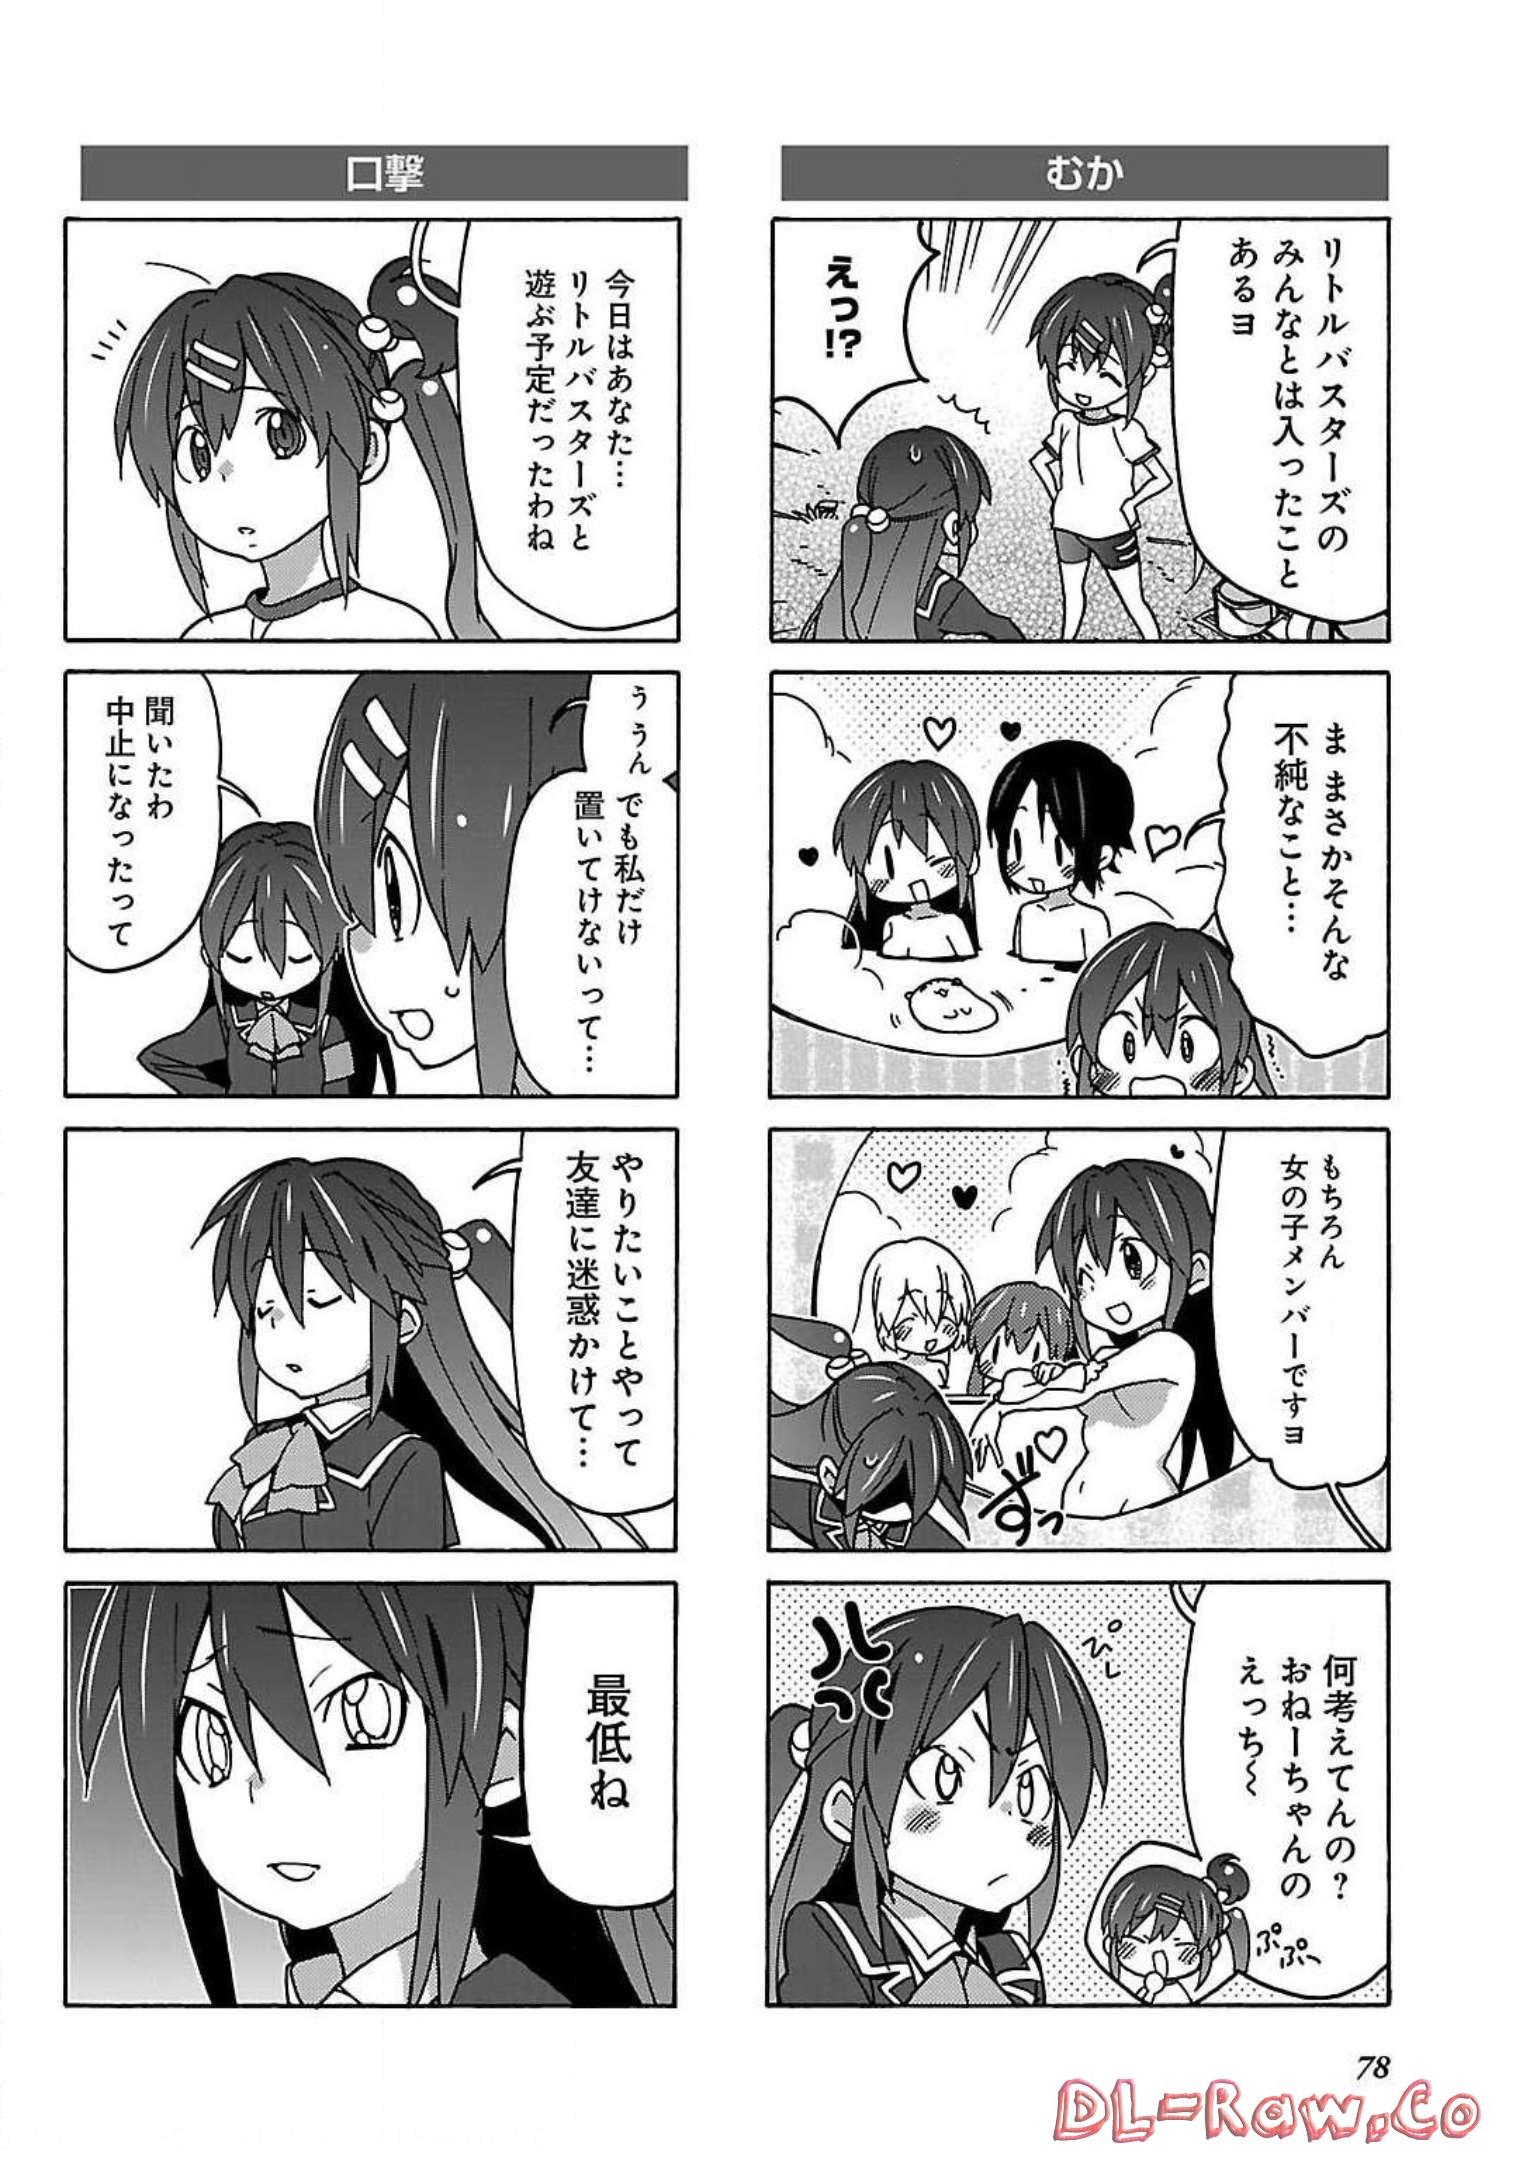 むか
リトルバスターズの
みんなとは入ったこと
あるヨ
えっ!?
ま まさかそんな
不純なこと…
もちろん
女の子メンバーですヨ
ずっ
何考えてんの?
おねーちゃんの
えっち〜
ぴし
ぷぷー
口撃
今日はあなた…
リトルバスターズと
遊ぶ予定だったわね
う うん
でも私だけ
置いてけないって…
聞いたわ
中止になったって
やりたいことやって
友達に迷惑かけて…
最低ね
78
DL-Raw.Co